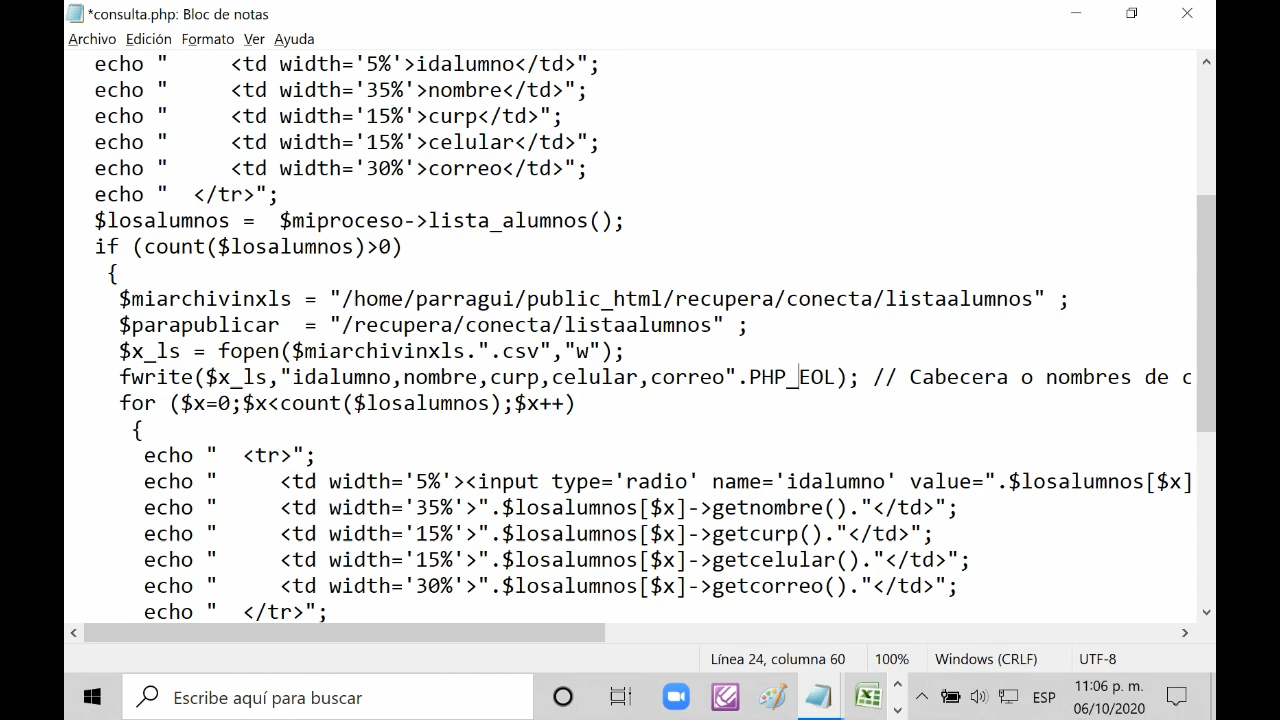 *consulta.php: Bloc de notas
Archivo Edición Formato Ver Ayuda
echo "     <td width='5%'>idalumno</td>";
echo "     <td width='35%'>nombre</td>";
echo "     <td width='15%'>curp</td>";
echo "     <td width='15%'>celular</td>";
echo "     <td width='30%'>correo</td>";
echo "  </tr>";
$losalumnos =  $miproceso->lista_alumnos();
if (count($losalumnos)>0)
{
$miarchivinxls = "/home/parragui/public_html/recupera/conecta/listaalumnos" ;
$parapublicar  = "/recupera/conecta/listaalumnos" ;
$x_ls = fopen($miarchivinxls.".csv","w");
fwrite($x_ls,"idalumno,nombre,curp,celular,correo".PHP_EOL); // Cabecera o nombres de c
for ($x=0;$x<count($losalumnos);$x++)
{
echo "  <tr>";
echo "     <td width='5%'><input type='radio' name='idalumno' value=".$losalumnos[$x]
echo "     <td width='35%'>".$losalumnos[$x]->getnombre()."</td>";
echo "     <td width='15%'>".$losalumnos[$x]->getcurp()."</td>";
echo "     <td width='15%'>".$losalumnos[$x]->getcelular()."</td>";
echo "     <td width='30%'>".$losalumnos[$x]->getcorreo()."</td>";
echo "  </tr>";
Línea 24, columna 60 100% Windows (CRLF) UTF-8
Escribe aquí para buscar
ESP
11:06 p. m.
06/10/2020